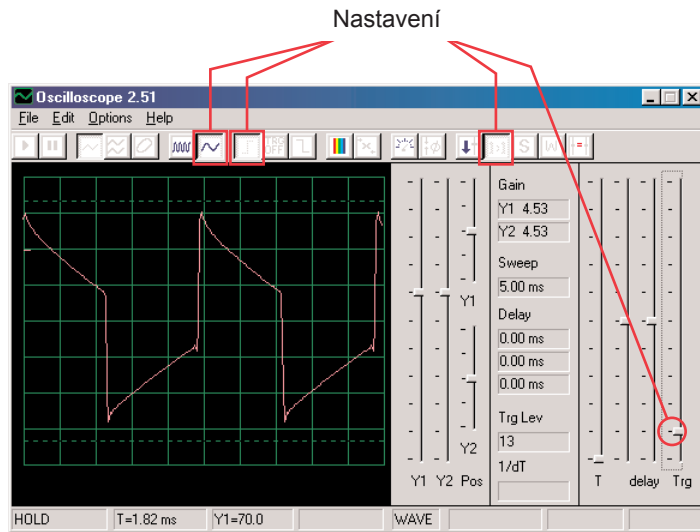 Nastavení
Oscilloscope 2.51
File Edit Options Help
TRG OFF
S
Gain
Y1 4.53
Y2 4.53
Sweep
5.00 ms
Y1
Delay
0.00 ms
0.00 ms
0.00 ms
Trg Lev
13
Y2
1/dT
Y1 Y2 Pos
T delay Trg
HOLD T=1.82 ms Y1=70.0 WAVE